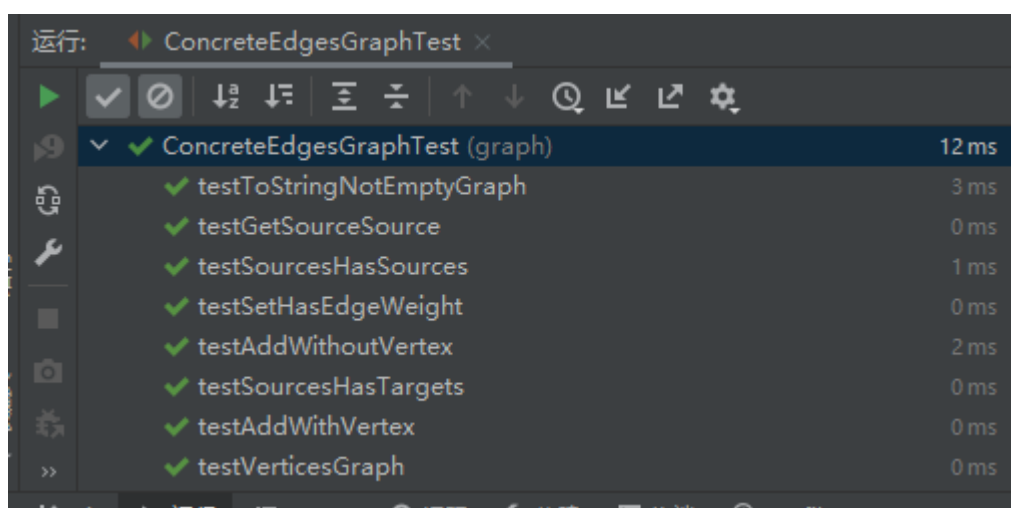 运行: ConcreteEdgesGraphTest
ConcreteEdgesGraphTest (graph) 12 ms
testToStringNotEmptyGraph 3 ms
testGetSourceSource 0 ms
testSourcesHasSources 1 ms
testSetHasEdgeWeight 0 ms
testAddWithoutVertex 2 ms
testSourcesHasTargets 0 ms
testAddWithVertex 0 ms
testVerticesGraph 0 ms